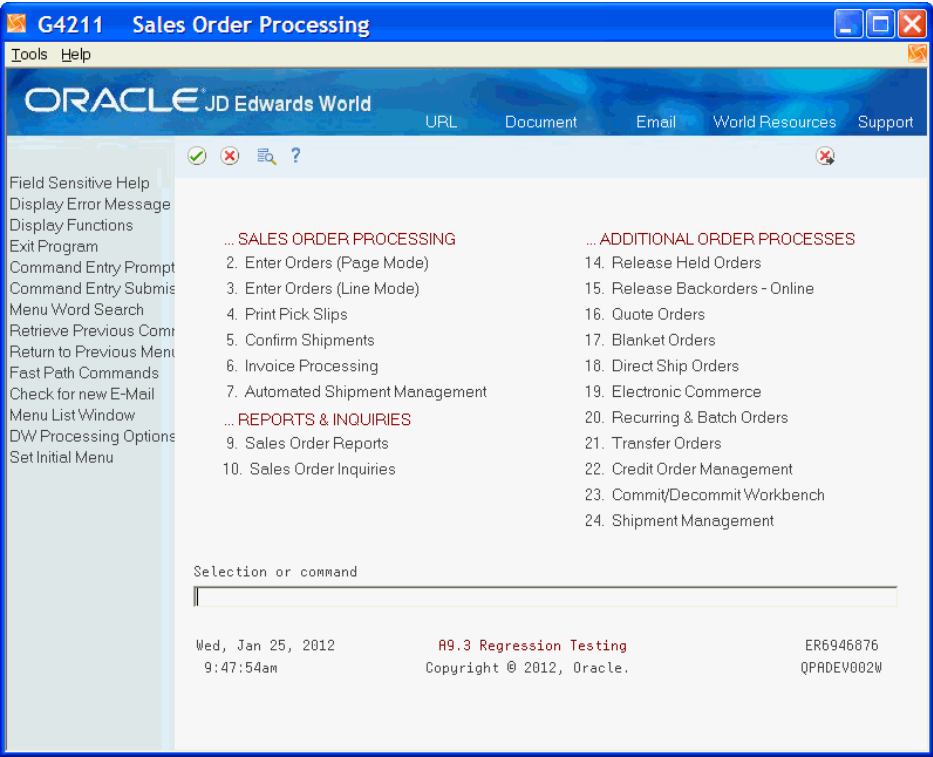 G4211 Sales Order Processing
Tools Help
ORACLE JD Edwards World
URL Document Email World Resources Support
?
Field Sensitive Help
Display Error Message
Display Functions
Exit Program
Command Entry Prompt
Command Entry Submis
Menu Word Search
Retrieve Previous Comm
Return to Previous Menu
Fast Path Commands
Check for new E-Mail
Menu List Window
DW Processing Options
Set Initial Menu
... SALES ORDER PROCESSING
2. Enter Orders (Page Mode)
3. Enter Orders (Line Mode)
4. Print Pick Slips
5. Confirm Shipments
6. Invoice Processing
7. Automated Shipment Management
... REPORTS & INQUIRIES
9. Sales Order Reports
10. Sales Order Inquiries
... ADDITIONAL ORDER PROCESSES
14. Release Held Orders
15. Release Backorders - Online
16. Quote Orders
17. Blanket Orders
18. Direct Ship Orders
19. Electronic Commerce
20. Recurring & Batch Orders
21. Transfer Orders
22. Credit Order Management
23. Commit/Decommit Workbench
24. Shipment Management
Selection or command
Wed, Jan 25, 2012 A9.3 Regression Testing ER6946876
9:47:54am Copyright © 2012, Oracle. QPADEV002W